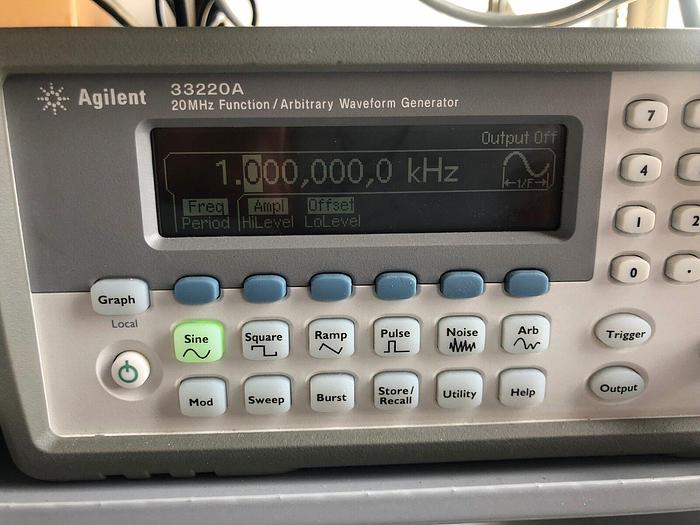 Agilent
33220A
20MHz Function / Arbitrary Waveform Generator
Output Off
1.000,000,0 kHz
1/F
Freq Ampl Offset
Period HiLevel LoLevel
7
4
1 2
0 .
Graph
Local
Sine Square Ramp Pulse Noise Arb
Trigger
Mod Sweep Burst Store/ Recall Utility Help
Output